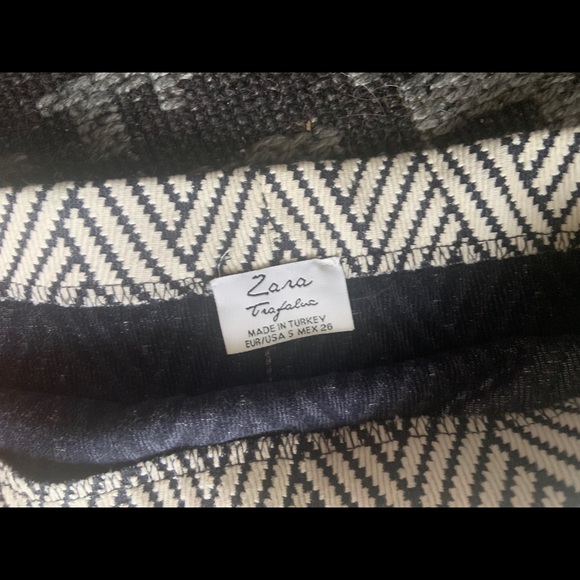 Zara
Trafaluc
MADE IN TURKEY
EUR/USA S MEX 26